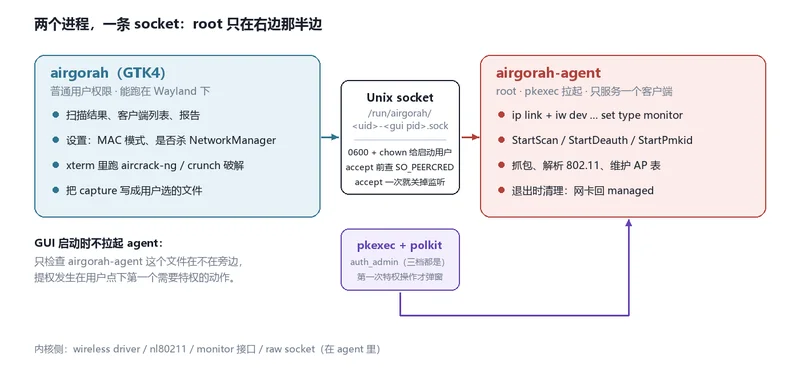 两个进程，一条 socket：root 只在右边那半边
airgorah（GTK4）
普通用户权限 · 能跑在 Wayland 下
扫描结果、客户端列表、报告
设置：MAC 模式、是否杀 NetworkManager
xterm 里跑 aircrack-ng / crunch 破解
把 capture 写成用户选的文件
Unix socket
/run/airgorah/
<uid>-<gui pid>.sock
0600 + chown 给启动用户
accept 前查 SO_PEERCRED
accept 一次就关掉监听
airgorah-agent
root · pkexec 拉起 · 只服务一个客户端
ip link + iw dev … set type monitor
StartScan / StartDeauth / StartPmkid
抓包、解析 802.11、维护 AP 表
退出时清理：网卡回 managed
GUI 启动时不拉起 agent：
只检查 airgorah-agent 这个文件在不在旁边，
提权发生在用户点下第一个需要特权的动作。
pkexec + polkit
auth_admin（三档都是）
第一次特权操作才弹窗
内核侧：wireless driver / nl80211 / monitor 接口 / raw socket（在 agent 里）